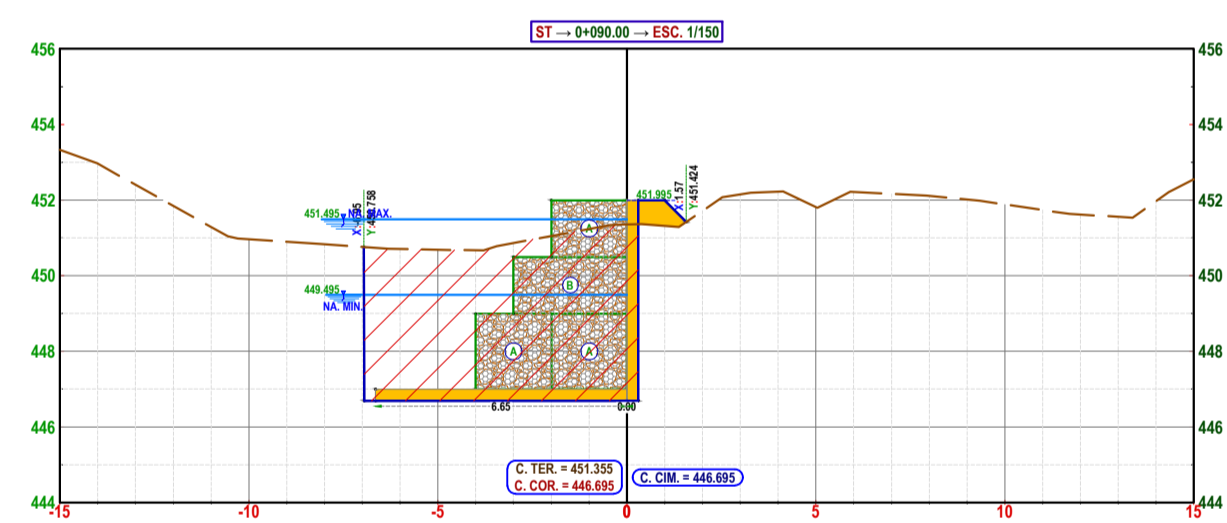 ST → 0+090.00 → ESC. 1/150
456
456
454
454
452
452
450
450
448
448
446
446
444
444
451.995
X:1.57
Y:451.424
451.495
NA. MAX.
449.495
NA. MIN.
A
B
A
A
6.65
0.00
C. TER. = 451.355
C. COR. = 446.695
C. CIM. = 446.695
-15
-10
-5
0
5
10
15